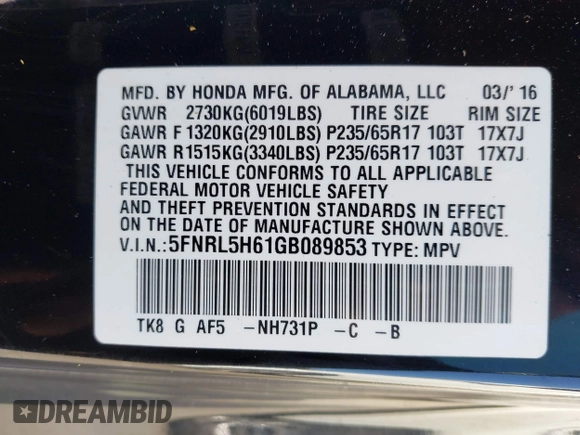 MFD. BY HONDA MFG. OF ALABAMA, LLC 03/'16
GVWR 2730KG(6019LBS) TIRE SIZE RIM SIZE
GAWR F 1320KG(2910LBS) P235/65R17 103T 17X7J
GAWR R1515KG(3340LBS) P235/65R17 103T 17X7J
THIS VEHICLE CONFORMS TO ALL APPLICABLE
FEDERAL MOTOR VEHICLE SAFETY
AND THEFT PREVENTION STANDARDS IN EFFECT
ON THE DATE OF MANUFACTURE SHOWN ABOVE.
V.I.N.:5FNRL5H61GB089853 TYPE: MPV
TK8 G AF5 -NH731P -C -B
DREAMBID